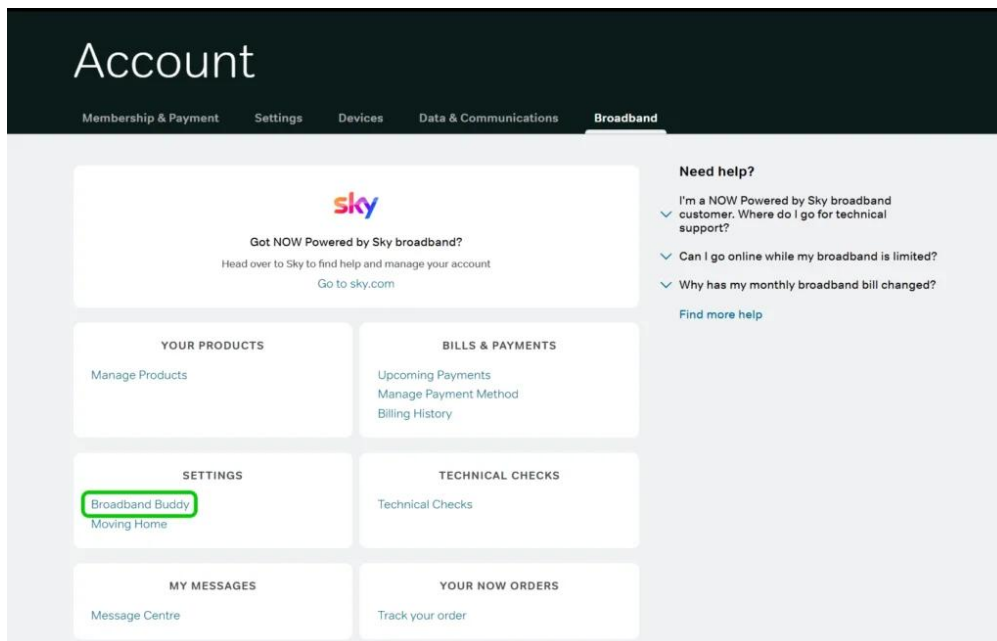 Account
Membership & Payment Settings Devices Data & Communications Broadband
sky
Got NOW Powered by Sky broadband?
Head over to Sky to find help and manage your account
Go to sky.com
Need help?
I'm a NOW Powered by Sky broadband
customer. Where do I go for technical
support?
Can I go online while my broadband is limited?
Why has my monthly broadband bill changed?
Find more help
YOUR PRODUCTS
Manage Products
BILLS & PAYMENTS
Upcoming Payments
Manage Payment Method
Billing History
SETTINGS
Broadband Buddy
Moving Home
TECHNICAL CHECKS
Technical Checks
MY MESSAGES
Message Centre
YOUR NOW ORDERS
Track your order